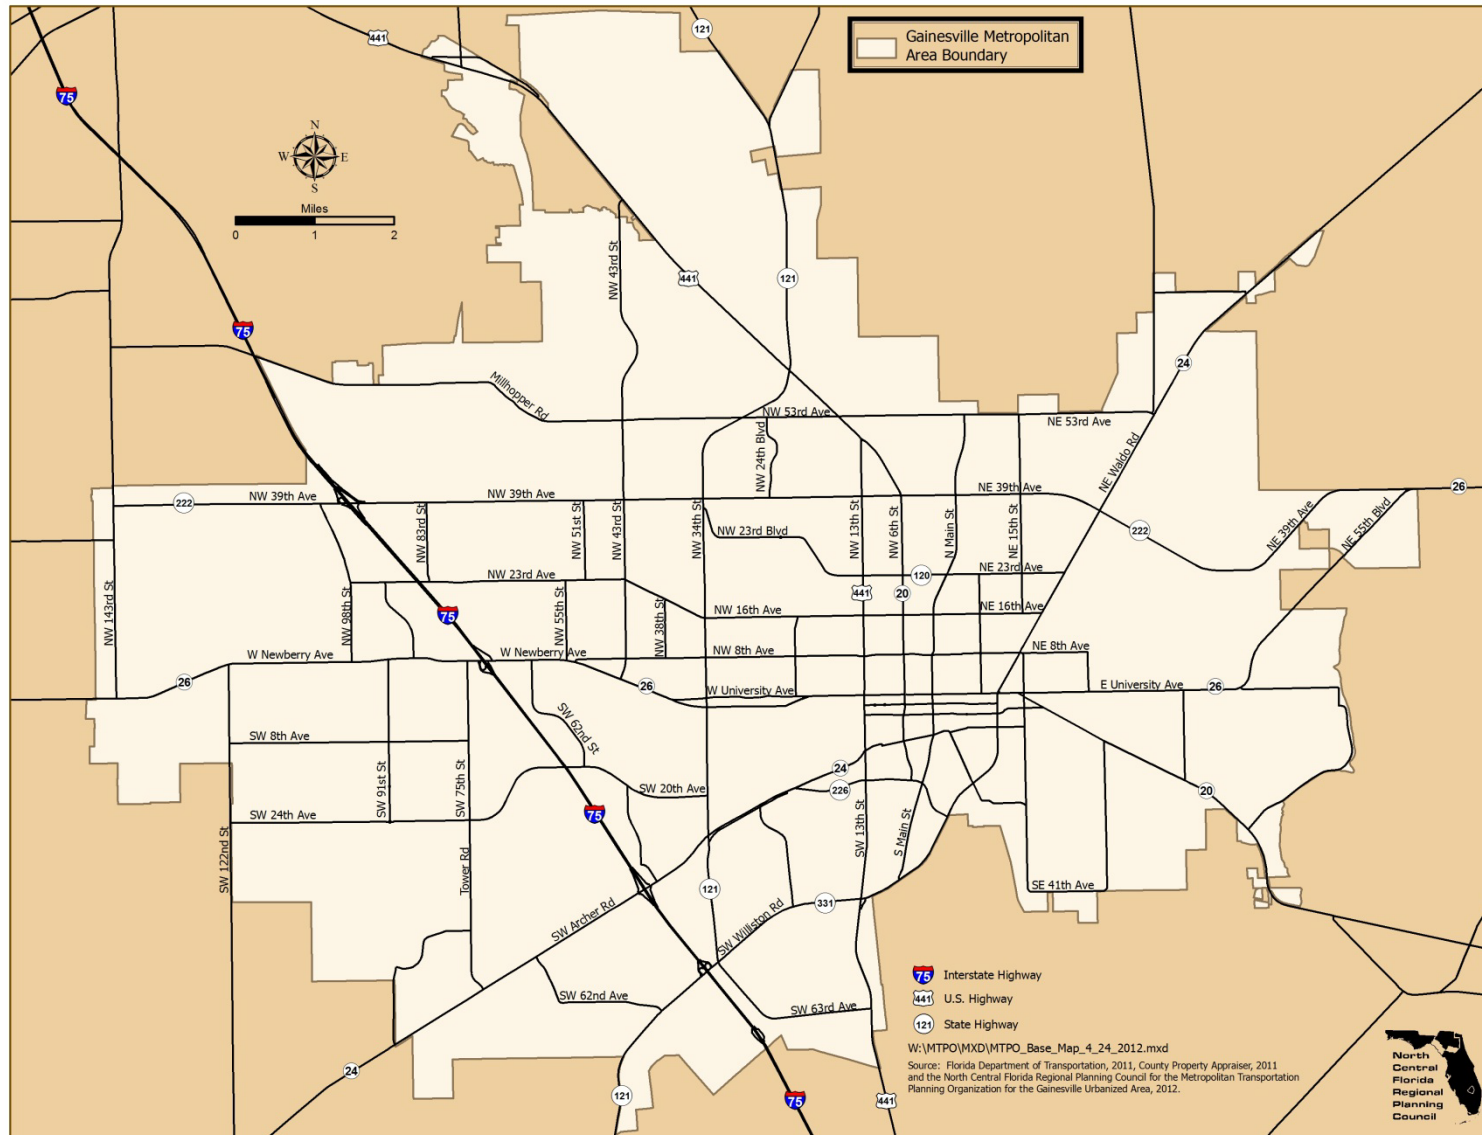 441
121
Gainesville Metropolitan
Area Boundary
75
N
W
E
S
Miles
0
1
2
NW 43rd St
441
121
75
24
Millhopper Rd
NW 53rd Ave
NE 53rd Ave
NW 24th Blvd
NE Waldo Rd
222
NW 39th Ave
NW 39th Ave
NE 39th Ave
26
NW 83rd St
NW 51st St
NW 43rd St
NW 34th St
NW 23rd Blvd
NW 13th St
NW 6th St
N Main St
NE 15th St
222
NE 39th Ave
NE 55th Blvd
NW 23rd Ave
120
NE 23rd Ave
NW 143rd St
NW 98th St
75
NW 55th St
NW 38th St
441
20
NW 16th Ave
NE 16th Ave
W Newberry Ave
W Newberry Ave
NW 8th Ave
NE 8th Ave
26
26
W University Ave
E University Ave
26
SW 62nd St
SW 8th Ave
SW 91st St
SW 75th St
24
SW 20th Ave
226
20
SW 24th Ave
75
SW 122nd St
Tower Rd
SW 13th St
S Main St
121
SE 41th Ave
SW Archer Rd
SW Williston Rd
331
SW 62nd Ave
SW 63rd Ave
75
Interstate Highway
441
U.S. Highway
121
State Highway
W:\MTPO\MXD\MTPO_Base_Map_4_24_2012.mxd
Source: Florida Department of Transportation, 2011, County Property Appraiser, 2011
and the North Central Florida Regional Planning Council for the Metropolitan Transportation
Planning Organization for the Gainesville Urbanized Area, 2012.
24
121
75
441
North
Central
Florida
Regional
Planning
Council